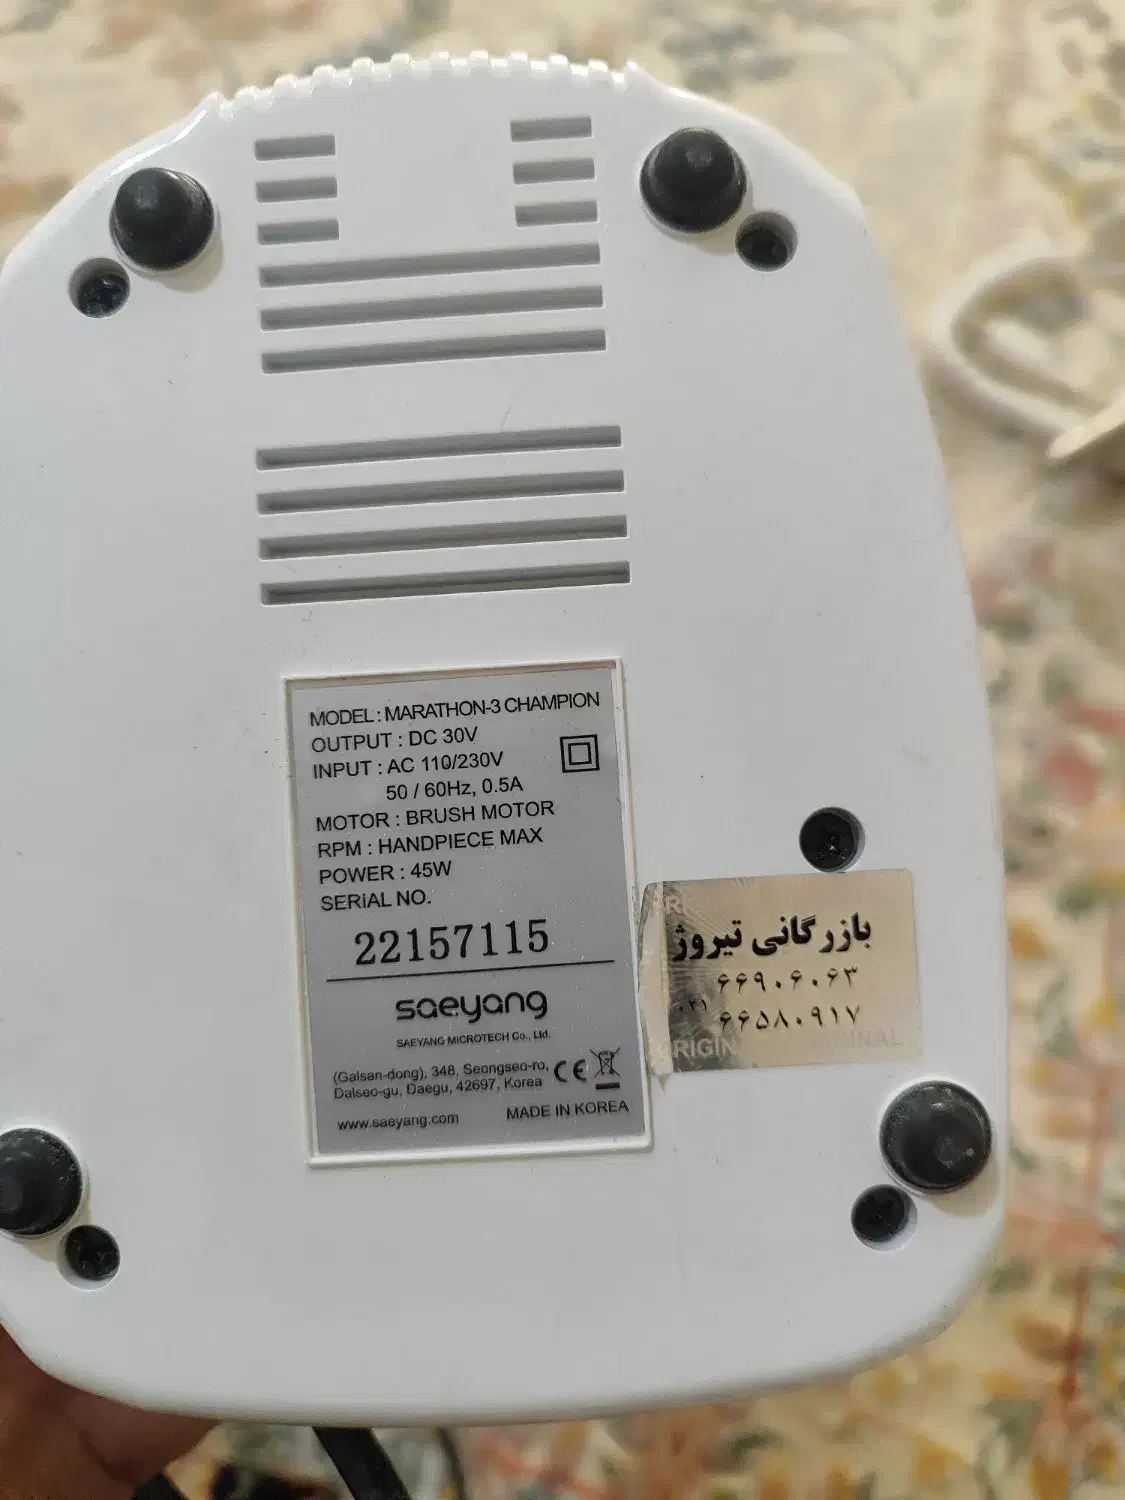 MODEL : MARATHON-3 CHAMPION
OUTPUT : DC 30V
INPUT : AC 110/230V
50 / 60Hz, 0.5A
MOTOR : BRUSH MOTOR
RPM : HANDPIECE MAX
POWER : 45W
SERiAL NO.
22157115
saeyang
SAEYANG MICROTECH Co., Ltd.
(Galsan-dong), 348, Seongseo-ro,
Dalseo-gu, Daegu, 42697, Korea
CE
www.saeyang.com
MADE IN KOREA
بازرگانی تیروژ
۶۶۹۰۶۰۶۳
۰۲۱
۶۶۵۸۰۹۱۷